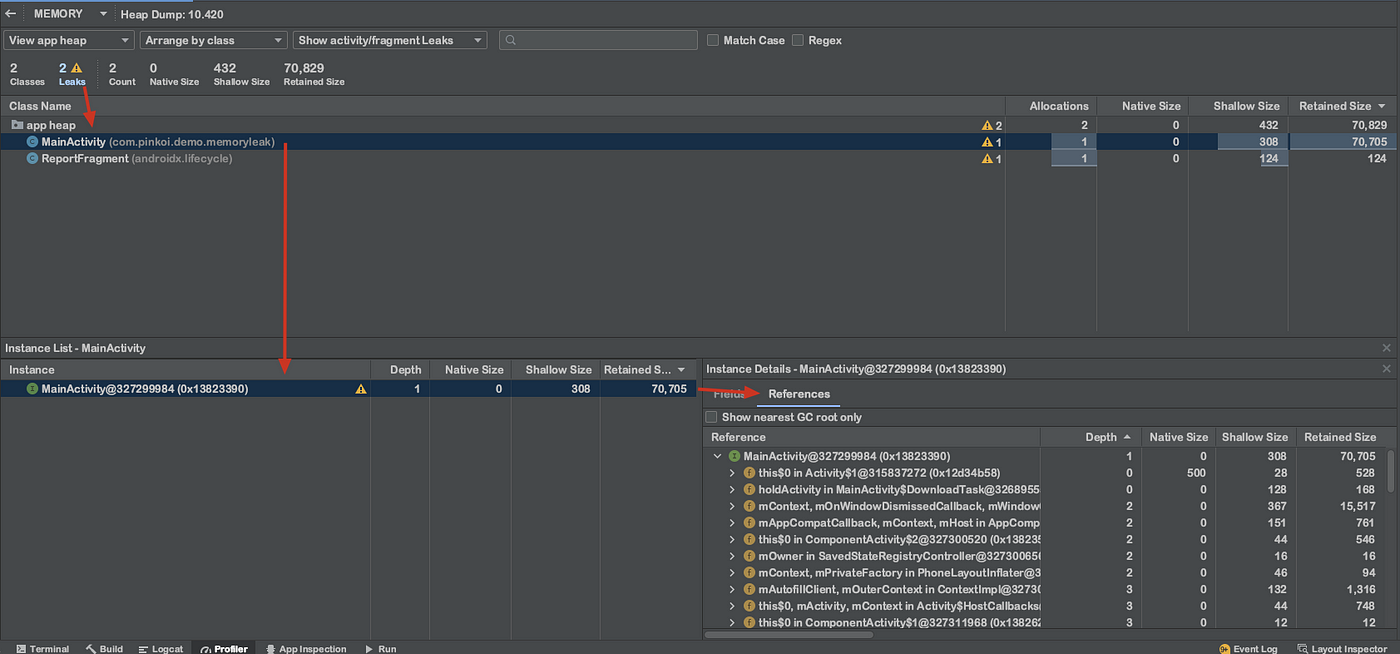 MEMORY Heap Dump: 10.420
View app heap Arrange by class Show activity/fragment Leaks Match Case Regex
2 2 2 0 432 70,829
Classes Leaks Count Native Size Shallow Size Retained Size
Class Name Allocations Native Size Shallow Size Retained Size
app heap 2 2 0 432 70,829
MainActivity (com.pinkoi.demo.memoryleak) 1 1 0 308 70,705
ReportFragment (androidx.lifecycle) 1 1 0 124 124
Instance List - MainActivity
Instance Depth Native Size Shallow Size Retained S...
MainActivity@327299984 (0x13823390) 1 0 308 70,705
Instance Details - MainActivity@327299984 (0x13823390)
Fields References
Show nearest GC root only
Reference Depth Native Size Shallow Size Retained Size
MainActivity@327299984 (0x13823390) 1 0 308 70,705
this$0 in Activity$1@315837272 (0x12d34b58) 0 500 28 528
holdActivity in MainActivity$DownloadTask@3268955 0 0 128 168
mContext, mOnWindowDismissedCallback, mWindow 2 0 367 15,517
mAppCompatCallback, mContext, mHost in AppComp 2 0 151 761
this$0 in ComponentActivity$2@327300520 (0x138235 2 0 44 546
mOwner in SavedStateRegistryController@327300656 2 0 16 16
mContext, mPrivateFactory in PhoneLayoutInflater@3 2 0 46 94
mAutofillClient, mOuterContext in ContextImpl@32730 3 0 132 1,316
this$0, mActivity, mContext in Activity$HostCallbacks 3 0 44 748
this$0 in ComponentActivity$1@327311968 (0x138262 3 0 12 12
Terminal Build Logcat Profiler App Inspection Run Event Log Layout Inspector